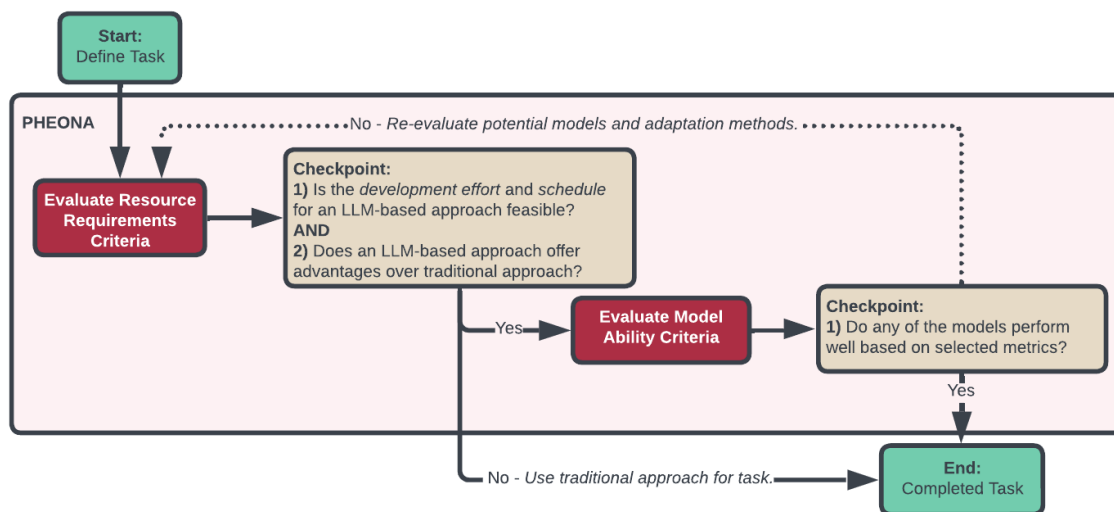 Start:
Define Task
PHEONA
No - Re-evaluate potential models and adaptation methods.
Evaluate Resource
Requirements
Criteria
Checkpoint:
1) Is the development effort and schedule
for an LLM-based approach feasible?
AND
2) Does an LLM-based approach offer
advantages over traditional approach?
Yes
Evaluate Model
Ability Criteria
Checkpoint:
1) Do any of the models perform
well based on selected metrics?
Yes
No - Use traditional approach for task.
End:
Completed Task